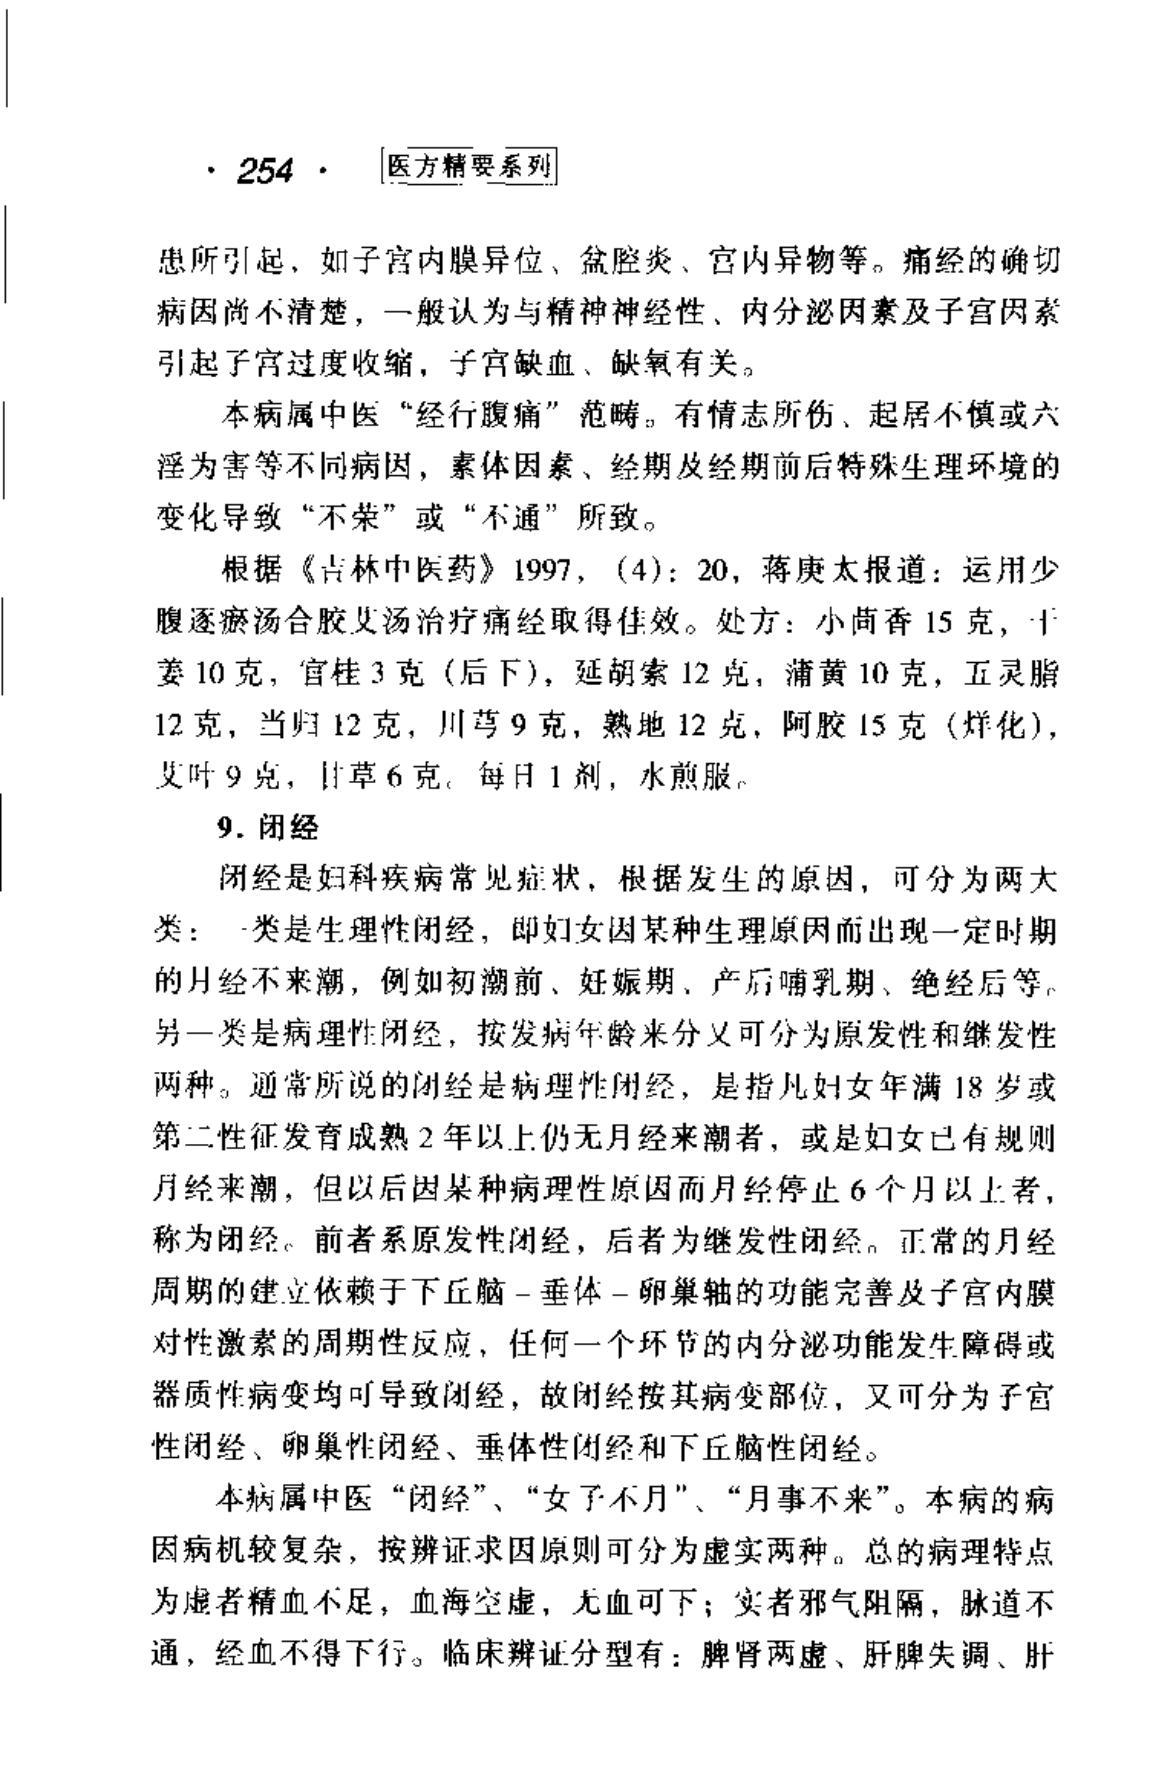 · 254 · 医方精要系列
患所引起，如子宫内膜异位、盆腔炎、宫内异物等。痛经的确切
病因尚不清楚，一般认为与精神神经性、内分泌因素及子宫因素
引起子宫过度收缩，子宫缺血、缺氧有关。
本病属中医“经行腹痛”范畴。有情志所伤、起居不慎或六
淫为害等不同病因，素体因素、经期及经期前后特殊生理环境的
变化导致“不荣”或“不通”所致。
根据《吉林中医药》1997，（4）：20，蒋庚太报道：运用少
腹逐瘀汤合胶艾汤治疗痛经取得佳效。处方：小茴香 15 克，干
姜 10 克，官桂 3 克（后下），延胡索 12 克，蒲黄 10 克，五灵脂
12 克，当归 12 克，川芎 9 克，熟地 12 克，阿胶 15 克（烊化），
艾叶 9 克，甘草 6 克。每日 1 剂，水煎服。
9. 闭经
闭经是妇科疾病常见症状，根据发生的原因，可分为两大
类：一类是生理性闭经，即妇女因某种生理原因而出现一定时期
的月经不来潮，例如初潮前、妊娠期、产后哺乳期、绝经后等。
另一类是病理性闭经，按发病年龄来分又可分为原发性和继发性
两种。通常所说的闭经是病理性闭经，是指凡妇女年满 18 岁或
第二性征发育成熟 2 年以上仍无月经来潮者，或是妇女已有规则
月经来潮，但以后因某种病理性原因而月经停止 6 个月以上者，
称为闭经。前者系原发性闭经，后者为继发性闭经。正常的月经
周期的建立依赖于下丘脑－垂体－卵巢轴的功能完善及子宫内膜
对性激素的周期性反应，任何一个环节的内分泌功能发生障碍或
器质性病变均可导致闭经，故闭经按其病变部位，又可分为子宫
性闭经、卵巢性闭经、垂体性闭经和下丘脑性闭经。
本病属中医“闭经”、“女子不月”、“月事不来”。本病的病
因病机较复杂，按辨证求因原则可分为虚实两种。总的病理特点
为虚者精血不足，血海空虚，无血可下；实者邪气阻隔，脉道不
通，经血不得下行。临床辨证分型有：脾肾两虚、肝脾失调、肝